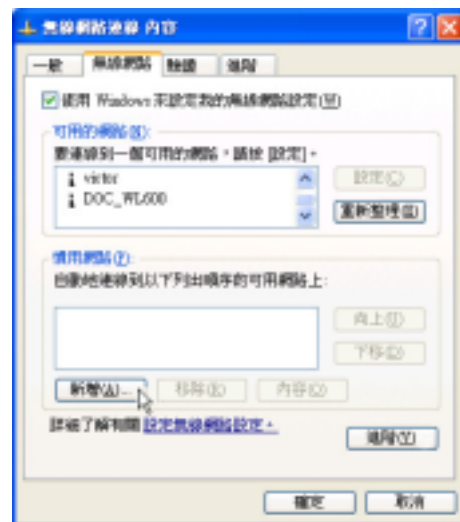 無線網路連線 內容
一般 無線網路 驗證 進階
使用 Windows 來設定我的無線網路設定(W)
可用的網路(N):
要連線到一個可用的網路，請按 [設定]。
victor
DOC_WL600
設定(C)
重新整理(E)
慣用網路(P):
自動地連線到以下列出順序的可用網路上:
向上(U)
下移(D)
新增(A)... 移除(R) 內容(O)
詳細了解有關 設定無線網路設定。
進階(V)
確定 取消